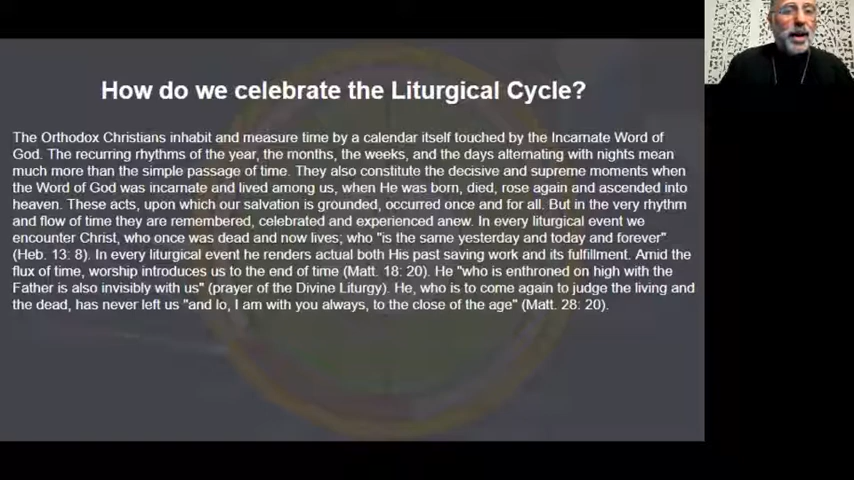 How do we celebrate the Liturgical Cycle?
The Orthodox Christians inhabit and measure time by a calendar itself touched by the Incarnate Word of
God. The recurring rhythms of the year, the months, the weeks, and the days alternating with nights mean
much more than the simple passage of time. They also constitute the decisive and supreme moments when
the Word of God was incarnate and lived among us, when He was born, died, rose again and ascended into
heaven. These acts, upon which our salvation is grounded, occurred once and for all. But in the very rhythm
and flow of time they are remembered, celebrated and experienced anew. In every liturgical event we
encounter Christ, who once was dead and now lives; who "is the same yesterday and today and forever"
(Heb. 13: 8). In every liturgical event he renders actual both His past saving work and its fulfillment. Amid the
flux of time, worship introduces us to the end of time (Matt. 18: 20). He "who is enthroned on high with the
Father is also invisibly with us" (prayer of the Divine Liturgy). He, who is to come again to judge the living and
the dead, has never left us "and lo, I am with you always, to the close of the age" (Matt. 28: 20).